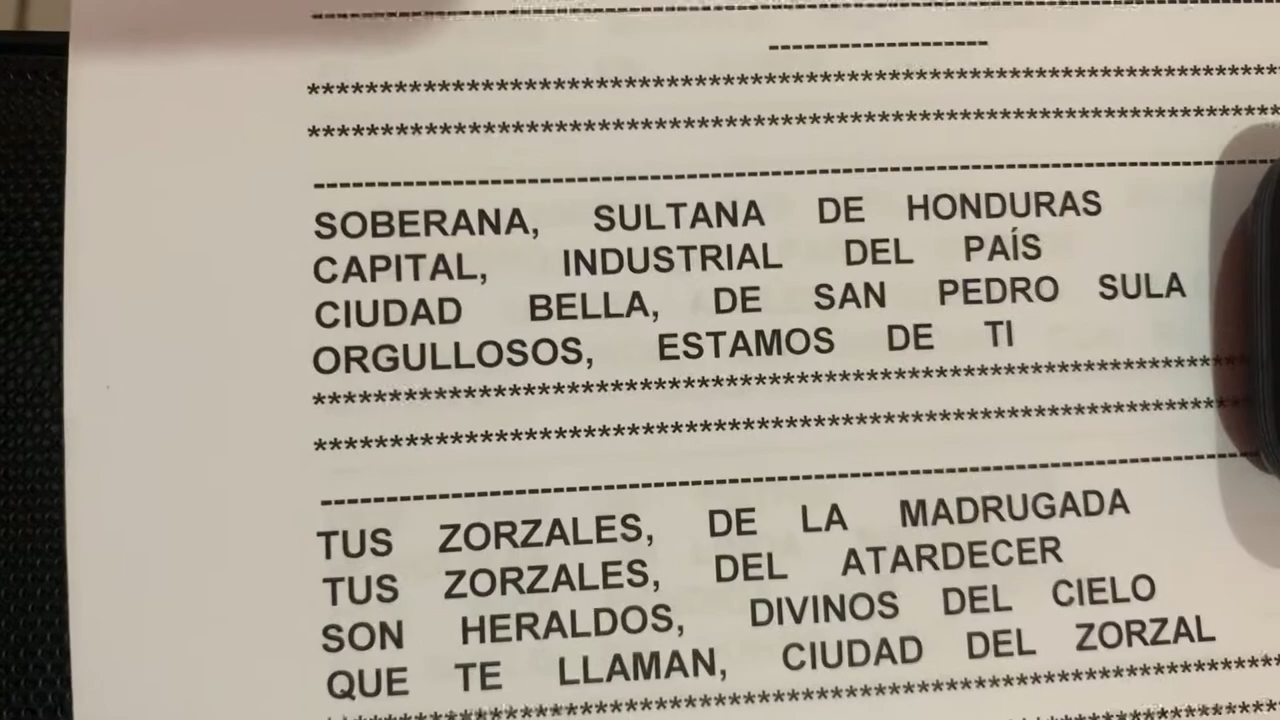 SOBERANA, SULTANA DE HONDURAS
CAPITAL, INDUSTRIAL DEL PAÍS
CIUDAD BELLA, DE SAN PEDRO SULA
ORGULLOSOS, ESTAMOS DE TI
TUS ZORZALES, DE LA MADRUGADA
TUS ZORZALES, DEL ATARDECER
SON HERALDOS, DIVINOS DEL CIELO
QUE TE LLAMAN, CIUDAD DEL ZORZAL